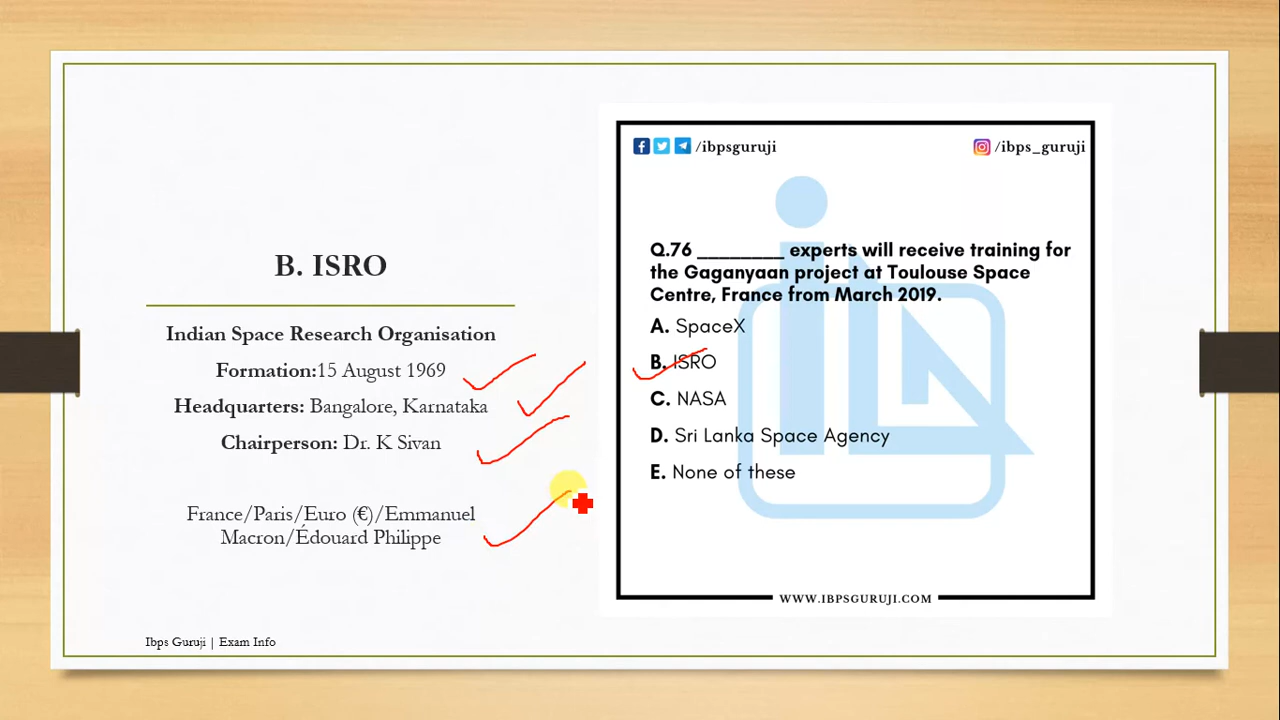 B. ISRO
Indian Space Research Organisation
Formation:15 August 1969
Headquarters: Bangalore, Karnataka
Chairperson: Dr. K Sivan
France/Paris/Euro (€)/Emmanuel
Macron/Édouard Philippe
Ibps Guruji | Exam Info
/ibpsguruji
/ibps_guruji
Q.76 ________ experts will receive training for
the Gaganyaan project at Toulouse Space
Centre, France from March 2019.
A. SpaceX
B. ISRO
C. NASA
D. Sri Lanka Space Agency
E. None of these
WWW.IBPSGURUJI.COM